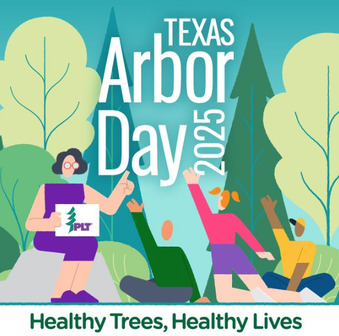 TEXAS
Arbor
Day
2025
PLT
Healthy Trees, Healthy Lives